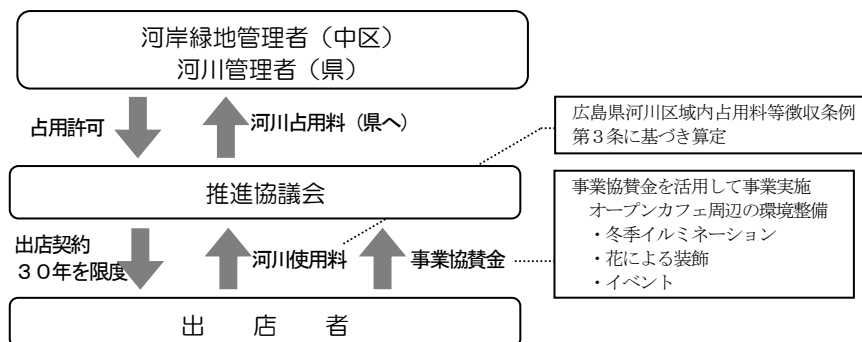 河岸緑地管理者（中区）
河川管理者（県）
占用許可
河川占用料（県へ）
広島県河川区域内占用料等徴収条例
第３条に基づき算定
推進協議会
出店契約
３０年を限度
河川使用料
事業協賛金
事業協賛金を活用して事業実施
オープンカフェ周辺の環境整備
・冬季イルミネーション
・花による装飾
・イベント
出　店　者